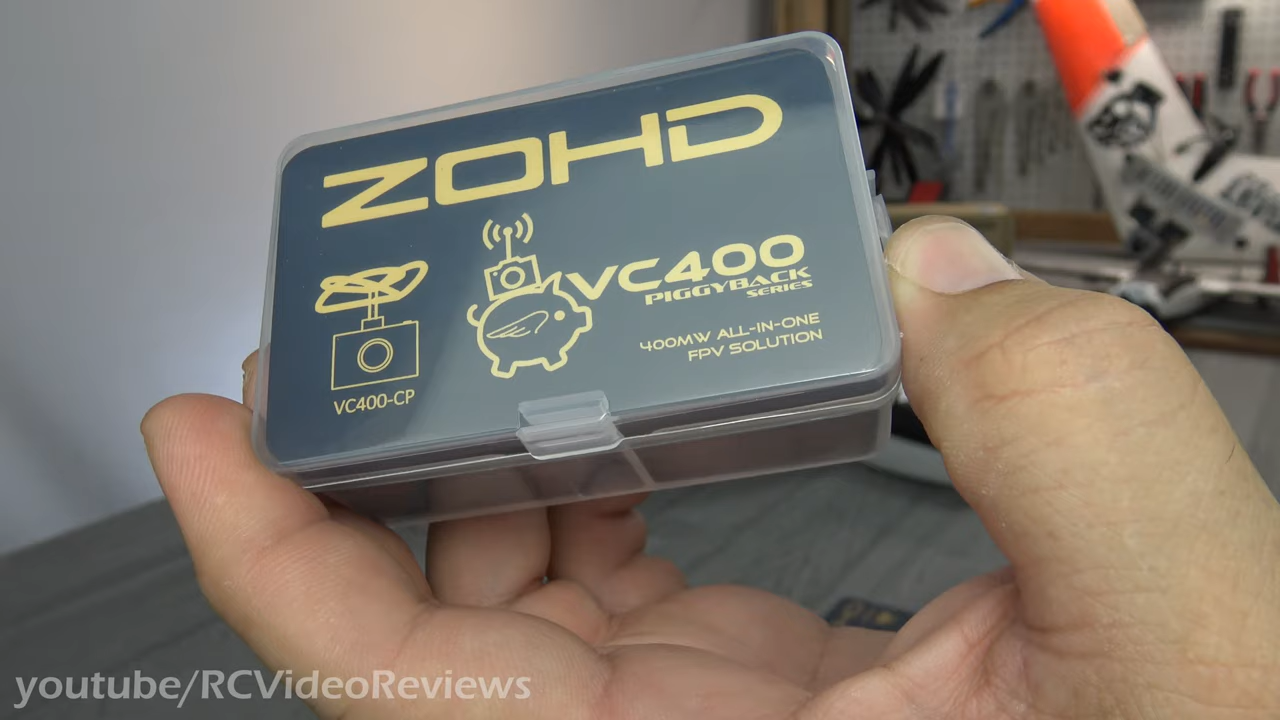 ZOHD
VC400
PIGGYBACK
SERIES
400MW ALL-IN-ONE
FPV SOLUTION
VC400-CP
youtube/RCVideoReviews